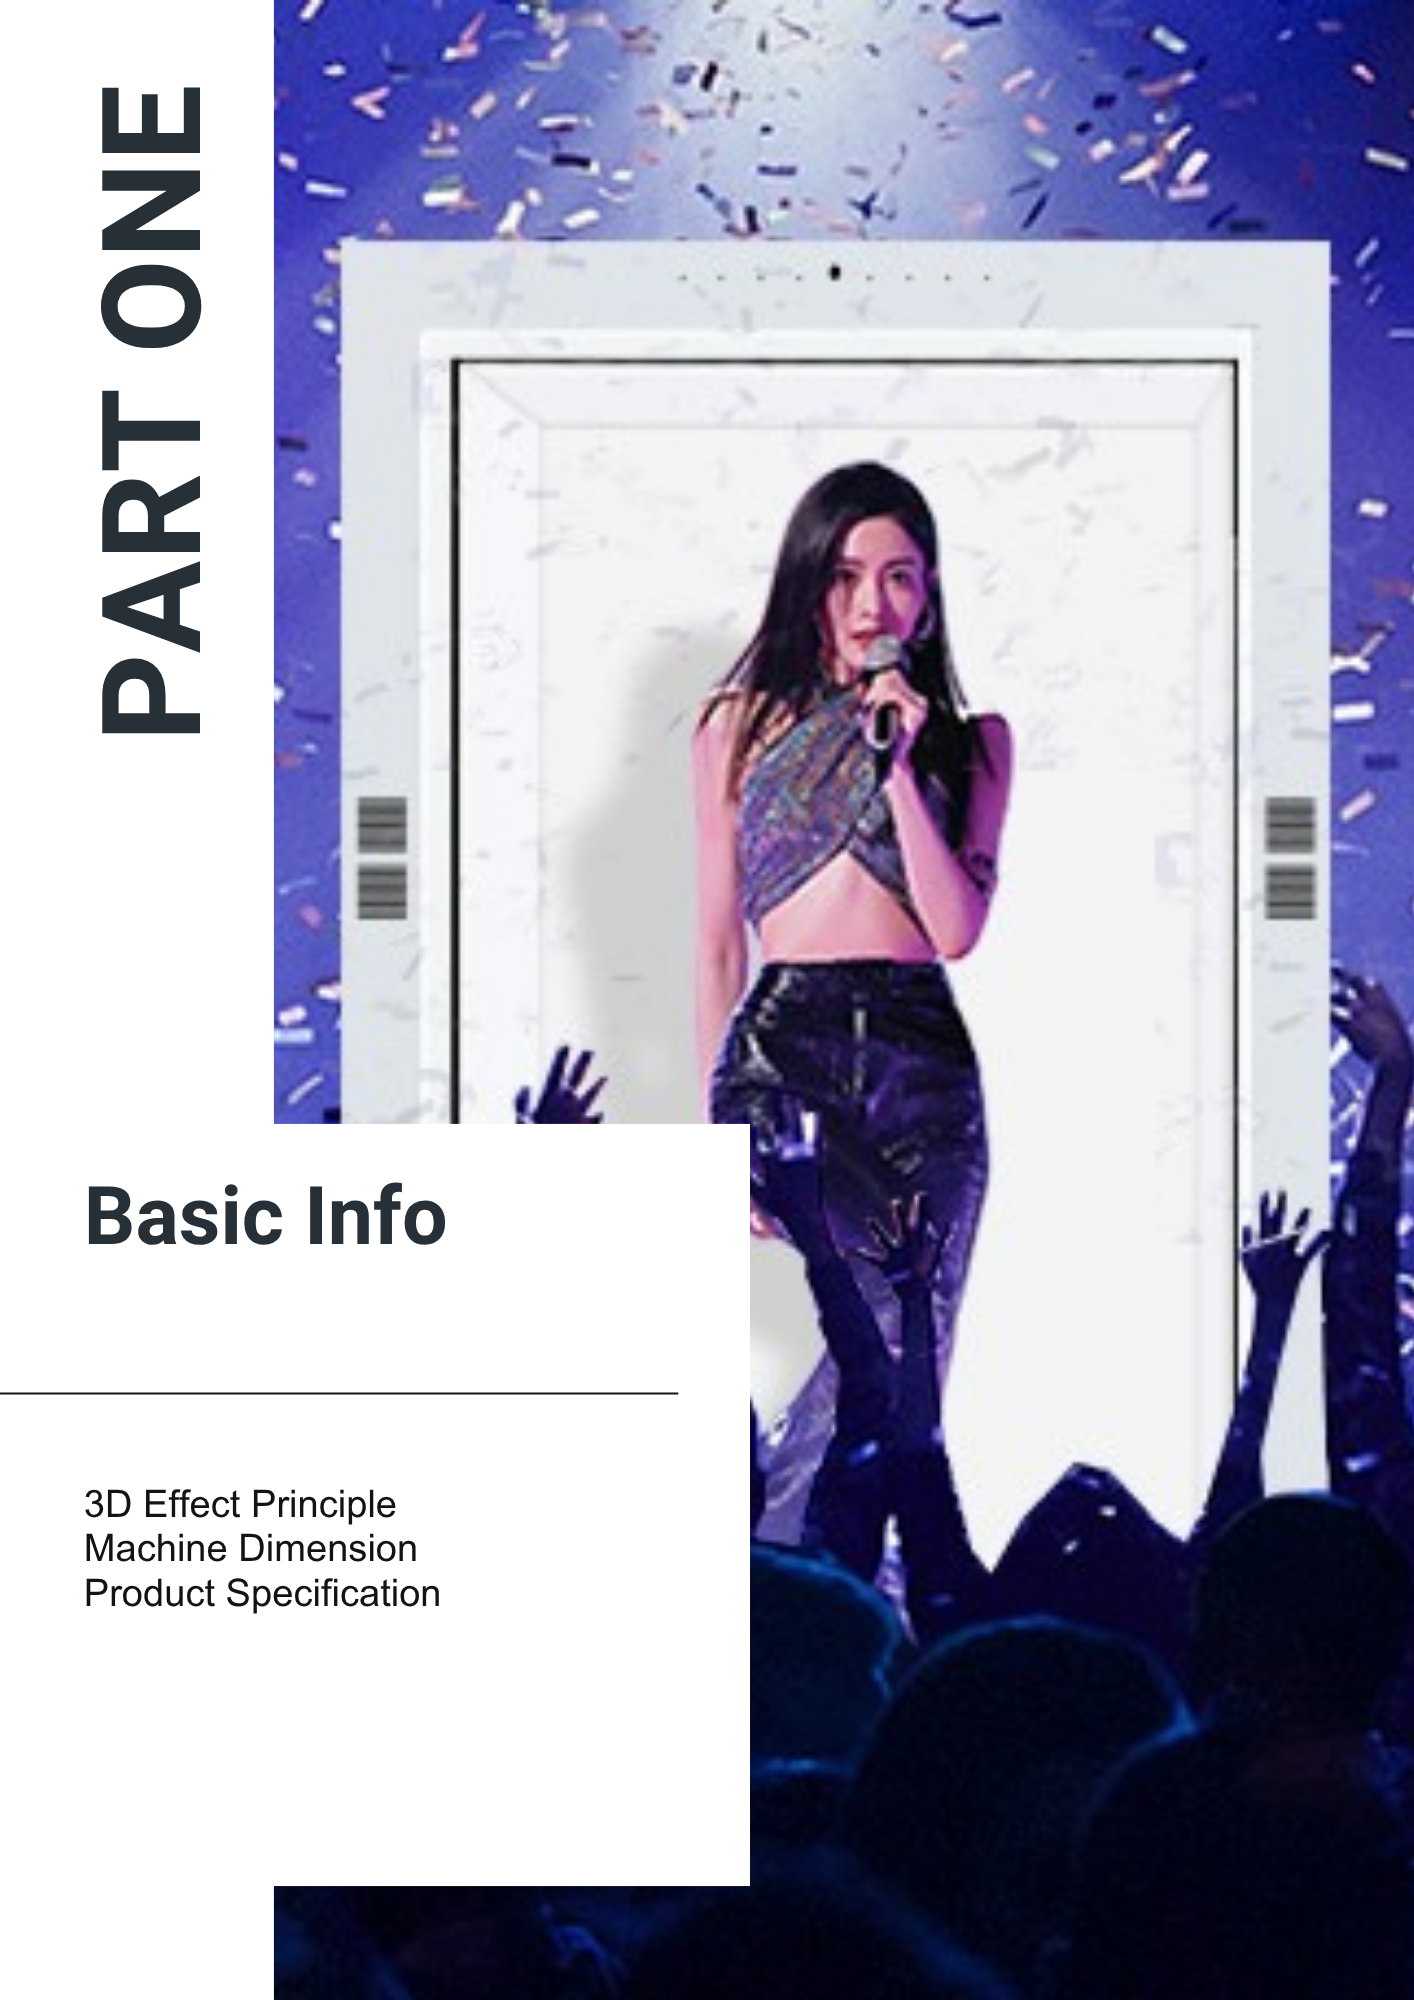 PART ONE
Basic Info
3D Effect Principle
Machine Dimension
Product Specification